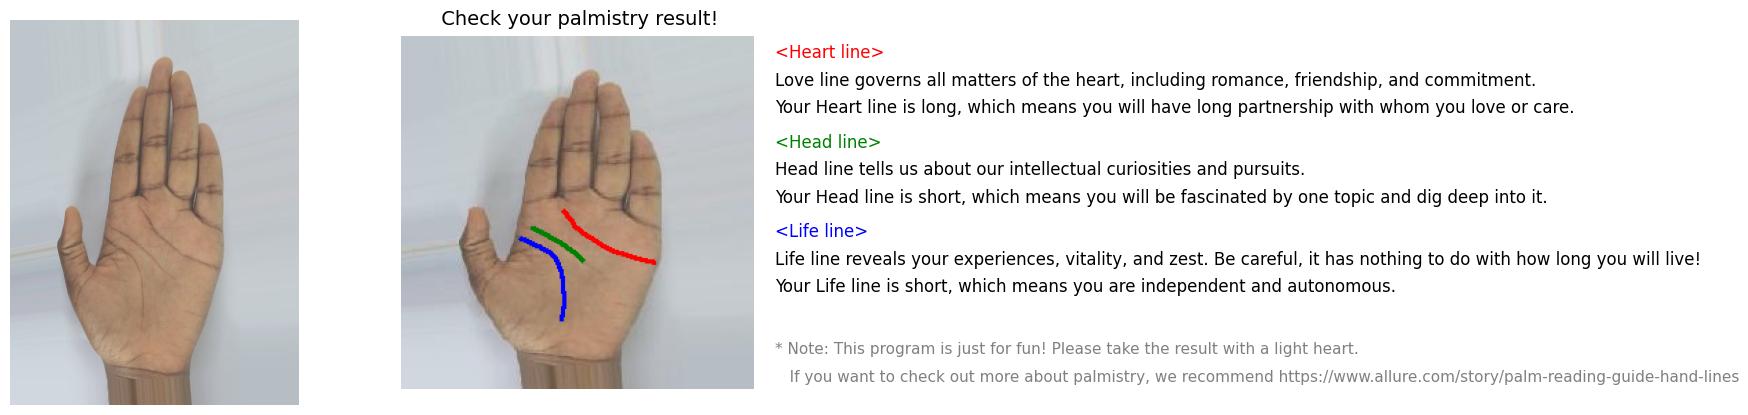 Check your palmistry result!
<Heart line>
Love line governs all matters of the heart, including romance, friendship, and commitment.
Your Heart line is long, which means you will have long partnership with whom you love or care.
<Head line>
Head line tells us about our intellectual curiosities and pursuits.
Your Head line is short, which means you will be fascinated by one topic and dig deep into it.
<Life line>
Life line reveals your experiences, vitality, and zest. Be careful, it has nothing to do with how long you will live!
Your Life line is short, which means you are independent and autonomous.
* Note: This program is just for fun! Please take the result with a light heart.
If you want to check out more about palmistry, we recommend https://www.allure.com/story/palm-reading-guide-hand-lines